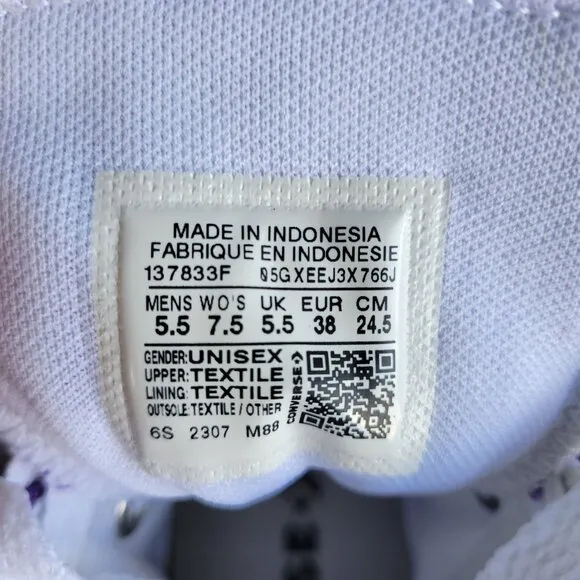 MADE IN INDONESIA
FABRIQUE EN INDONESIE
137833F 05GXEEJ3X766J
MENS WO'S UK EUR CM
5.5 7.5 5.5 38 24.5
GENDER: UNISEX
UPPER: TEXTILE
LINING: TEXTILE
OUTSOLE: TEXTILE / OTHER
CONVERSE
6S 2307 M88